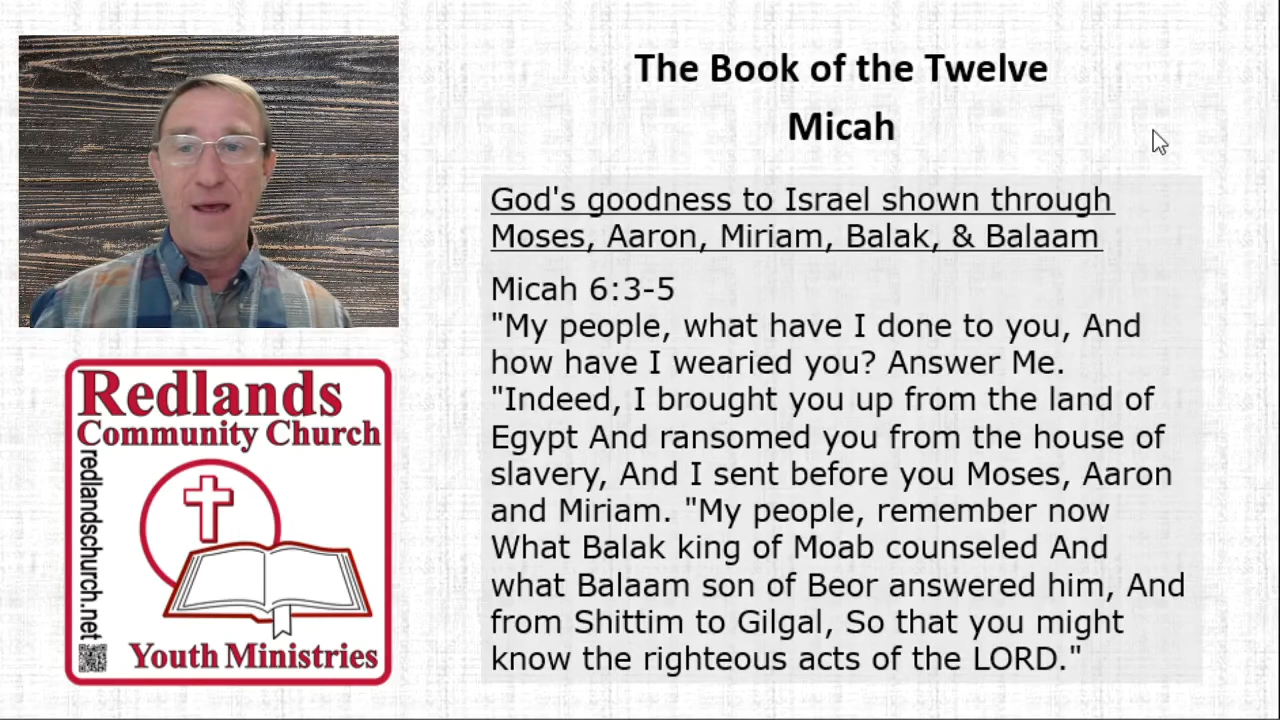 The Book of the Twelve
Micah
God's goodness to Israel shown through
Moses, Aaron, Miriam, Balak, & Balaam
Micah 6:3-5
"My people, what have I done to you, And
how have I wearied you? Answer Me.
"Indeed, I brought you up from the land of
Egypt And ransomed you from the house of
slavery, And I sent before you Moses, Aaron
and Miriam. "My people, remember now
What Balak king of Moab counseled And
what Balaam son of Beor answered him, And
from Shittim to Gilgal, So that you might
know the righteous acts of the LORD."
Redlands
Community Church
redlandschurch.net
Youth Ministries